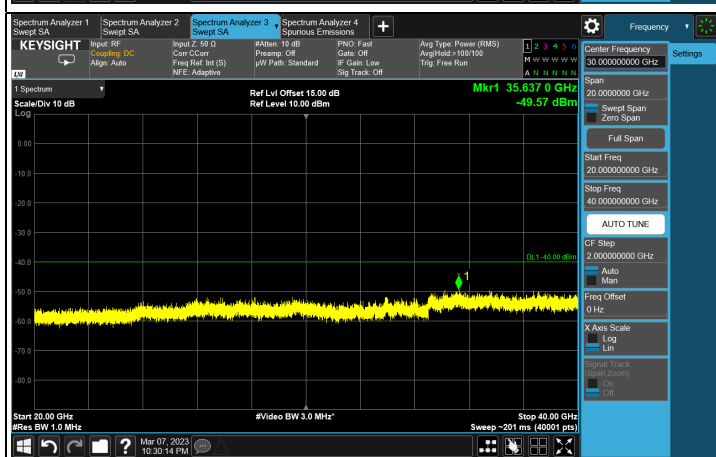 Spectrum Analyzer 1
Swept SA
Spectrum Analyzer 2
Swept SA
Spectrum Analyzer 3
Swept SA
Spectrum Analyzer 4
Spurious Emissions
+
Frequency
KEYSIGHT
Input: RF
Coupling: DC
Align: Auto
Input Z: 50 Ω
Corr CCorr
Freq Ref: Int (S)
NFE: Adaptive
#Atten: 10 dB
Preamp: Off
µW Path: Standard
PNO: Fast
Gate: Off
IF Gain: Low
Sig Track: Off
Avg Type: Power (RMS)
Avg|Hold:>100/100
Trig: Free Run
1 2 3 4 5 6
M W W W W W
A N N N N N
LXI
1 Spectrum
Scale/Div 10 dB
Log
Ref Lvl Offset 15.00 dB
Ref Level 10.00 dBm
Mkr1 35.637 0 GHz
-49.57 dBm
0.00
-10.0
-20.0
-30.0
-40.0
-50.0
-60.0
-70.0
-80.0
DL1 -40.00 dBm
1
Start 20.00 GHz
#Res BW 1.0 MHz
#Video BW 3.0 MHz*
Stop 40.00 GHz
Sweep ~201 ms (40001 pts)
Center Frequency
30.000000000 GHz
Settings
Span
20.0000000 GHz
Swept Span
Zero Span
Full Span
Start Freq
20.000000000 GHz
Stop Freq
40.000000000 GHz
AUTO TUNE
CF Step
2.000000000 GHz
Auto
Man
Freq Offset
0 Hz
X Axis Scale
Log
Lin
Signal Track
(Span Zoom)
On
Off
?
Mar 07, 2023
10:30:14 PM